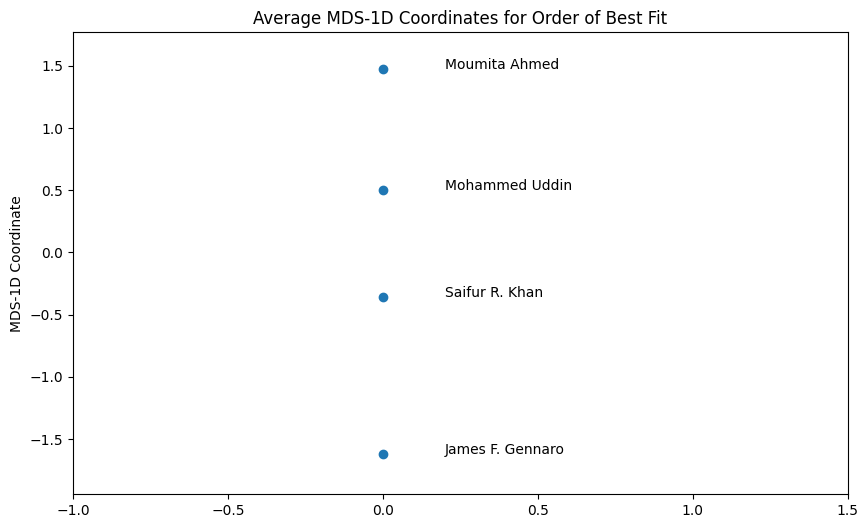 Average MDS-1D Coordinates for Order of Best Fit
MDS-1D Coordinate
1.5
1.0
0.5
0.0
−0.5
−1.0
−1.5
Moumita Ahmed
Mohammed Uddin
Saifur R. Khan
James F. Gennaro
−1.0 −0.5 0.0 0.5 1.0 1.5